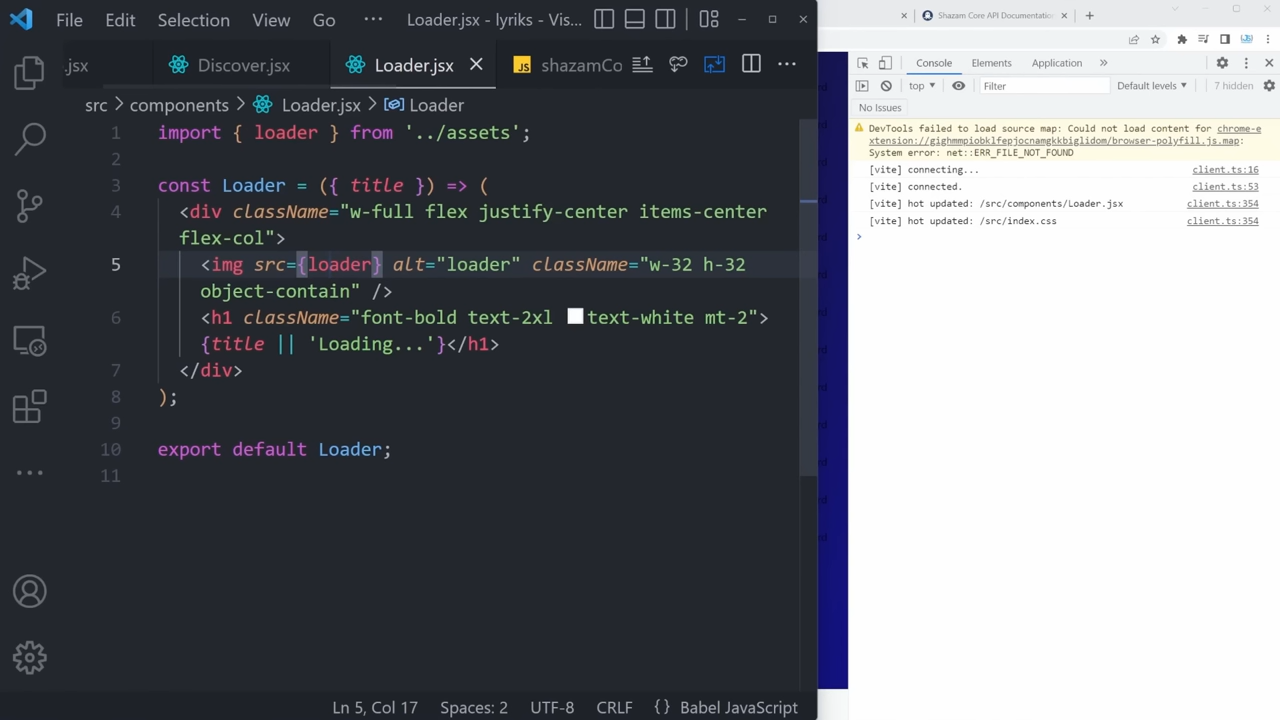 File Edit Selection View Go ··· Loader.jsx - lyriks - Vis...
.jsx Discover.jsx Loader.jsx JS shazamCo ···
src > components > Loader.jsx > Loader
1 import { loader } from '../assets';
2
3 const Loader = ({ title }) => (
4 <div className="w-full flex justify-center items-center
flex-col">
5 <img src={loader} alt="loader" className="w-32 h-32
object-contain" />
6 <h1 className="font-bold text-2xl text-white mt-2">
{title || 'Loading...'}</h1>
7 </div>
8 );
9
10 export default Loader;
11
Ln 5, Col 17 Spaces: 2 UTF-8 CRLF {} Babel JavaScript
Shazam Core API Documentation
Console Elements Application »
top ▾ Filter Default levels ▾ 7 hidden
No Issues
DevTools failed to load source map: Could not load content for chrome-e
xtension://gighmmpiobklfepjocnamgkkbiglidom/browser-polyfill.js.map:
System error: net::ERR_FILE_NOT_FOUND
[vite] connecting... client.ts:16
[vite] connected. client.ts:53
[vite] hot updated: /src/components/Loader.jsx client.ts:354
[vite] hot updated: /src/index.css client.ts:354
>